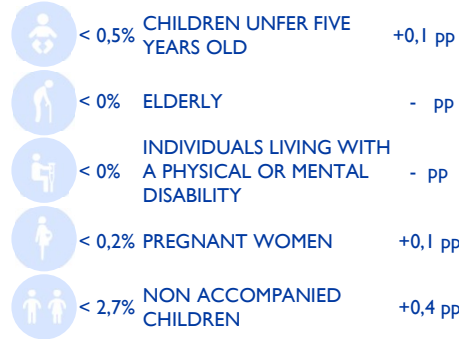 < 0,5% CHILDREN UNFER FIVE YEARS OLD +0,1 pp
< 0% ELDERLY - pp
< 0% INDIVIDUALS LIVING WITH A PHYSICAL OR MENTAL DISABILITY - pp
< 0,2% PREGNANT WOMEN +0,1 pp
< 2,7% NON ACCOMPANIED CHILDREN +0,4 pp